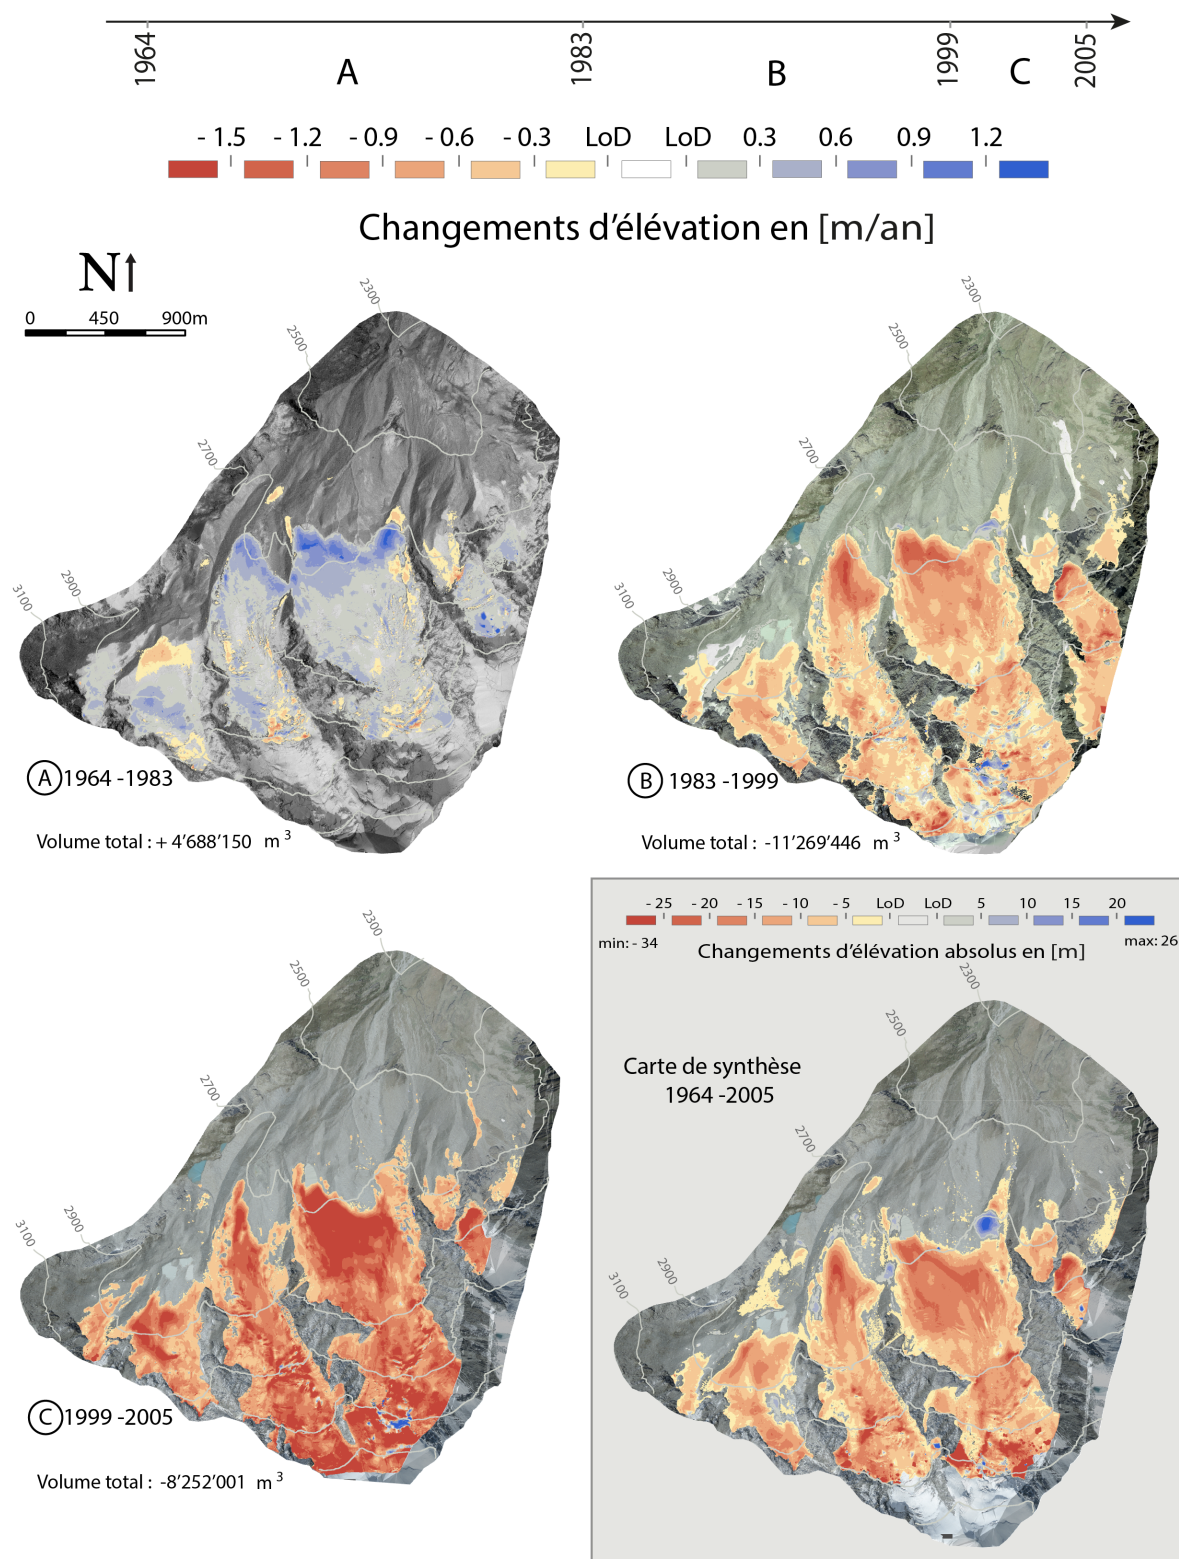 1964
1983
1999
2005
A
B
C
- 1.5 - 1.2 - 0.9 - 0.6 - 0.3 LoD LoD 0.3 0.6 0.9 1.2
Changements d’élévation en [m/an]
N
0 450 900m
2300
2500
2700
2900
3100
A 1964 -1983
Volume total : + 4’688’150 m 3
2300
2500
2700
2900
3100
B 1983 -1999
Volume total : -11’269’446 m 3
2300
2500
2700
2900
3100
C 1999 -2005
Volume total : -8’252’001 m 3
- 25 - 20 - 15 - 10 - 5 LoD LoD 5 10 15 20
min: - 34
max: 26
Changements d’élévation absolus en [m]
Carte de synthèse
1964 -2005
2300
2500
2700
2900
3100